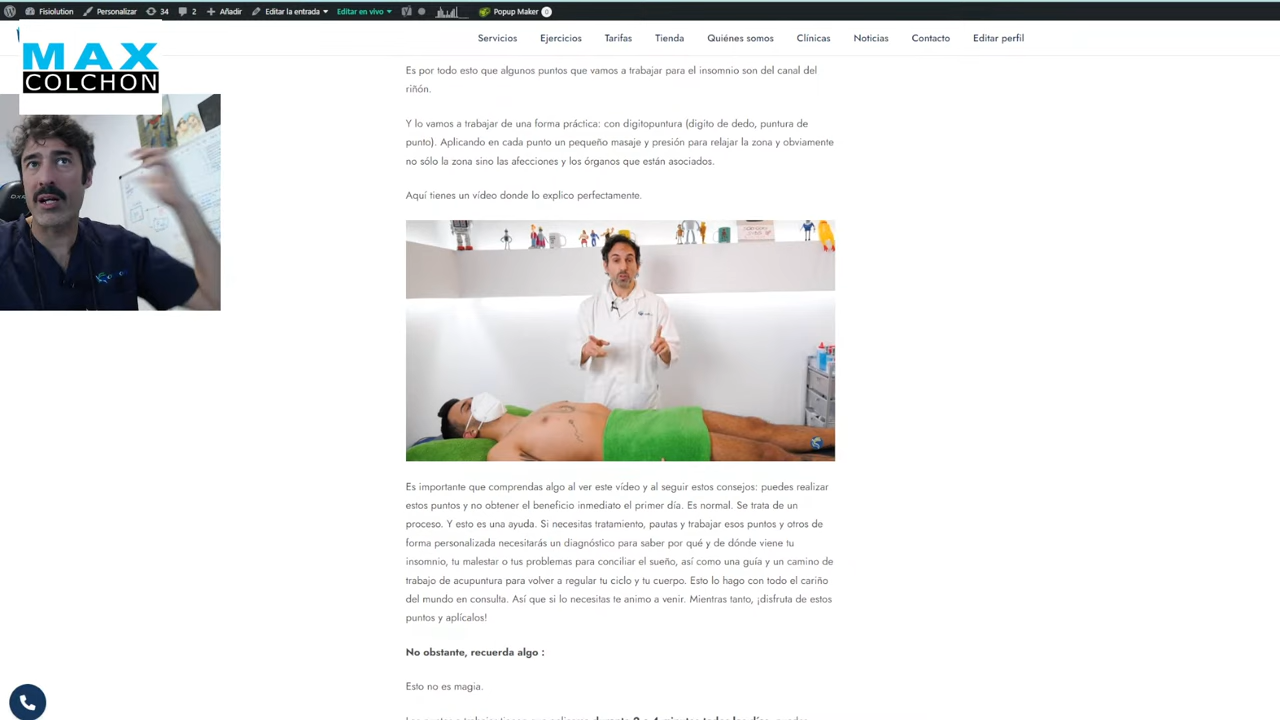 Fisiolution Personalizar 34 2 Añadir Editar la entrada Editar en vivo Popup Maker 0
MAX
COLCHON
Servicios Ejercicios Tarifas Tienda Quiénes somos Clínicas Noticias Contacto Editar perfil
Es por todo esto que algunos puntos que vamos a trabajar para el insomnio son del canal del
riñón.
Y lo vamos a trabajar de una forma práctica: con digitopuntura (digito de dedo, puntura de
punto). Aplicando en cada punto un pequeño masaje y presión para relajar la zona y obviamente
no sólo la zona sino las afecciones y los órganos que están asociados.
Aquí tienes un vídeo donde lo explico perfectamente.
Es importante que comprendas algo al ver este vídeo y al seguir estos consejos: puedes realizar
estos puntos y no obtener el beneficio inmediato el primer día. Es normal. Se trata de un
proceso. Y esto es una ayuda. Si necesitas tratamiento, pautas y trabajar esos puntos y otros de
forma personalizada necesitarás un diagnóstico para saber por qué y de dónde viene tu
insomnio, tu malestar o tus problemas para conciliar el sueño, así como una guía y un camino de
trabajo de acupuntura para volver a regular tu ciclo y tu cuerpo. Esto lo hago con todo el cariño
del mundo en consulta. Así que si lo necesitas te animo a venir. Mientras tanto, ¡disfruta de estos
puntos y aplícalos!
No obstante, recuerda algo :
Esto no es magia.